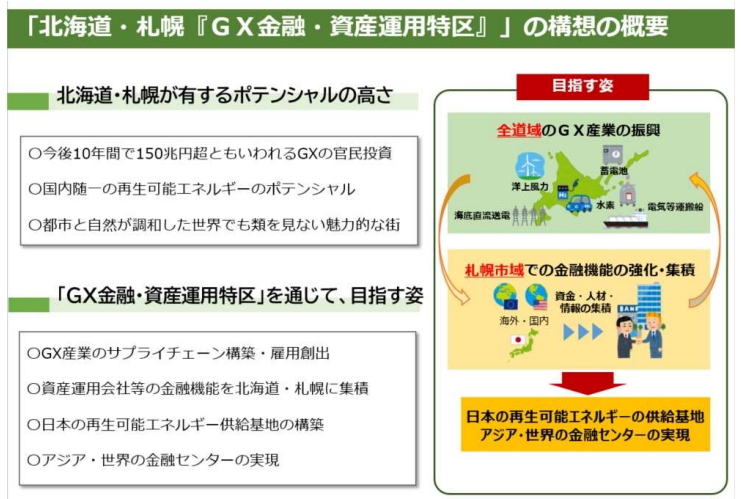 「北海道・札幌『ＧＸ金融・資産運用特区』」の構想の概要
北海道・札幌が有するポテンシャルの高さ
○今後10年間で150兆円超ともいわれるGXの官民投資
○国内随一の再生可能エネルギーのポテンシャル
○都市と自然が調和した世界でも類を見ない魅力的な街
「GX金融・資産運用特区」を通じて、目指す姿
○GX産業のサプライチェーン構築・雇用創出
○資産運用会社等の金融機能を北海道・札幌に集積
○日本の再生可能エネルギー供給基地の構築
○アジア・世界の金融センターの実現
目指す姿
全道域のＧＸ産業の振興
蓄電池
洋上風力
H2
水素
電気等運搬船
海底直流送電
札幌市域での金融機能の強化・集積
資金・人材・
情報の集積
BANK
海外・国内
日本の再生可能エネルギーの供給基地
アジア・世界の金融センターの実現